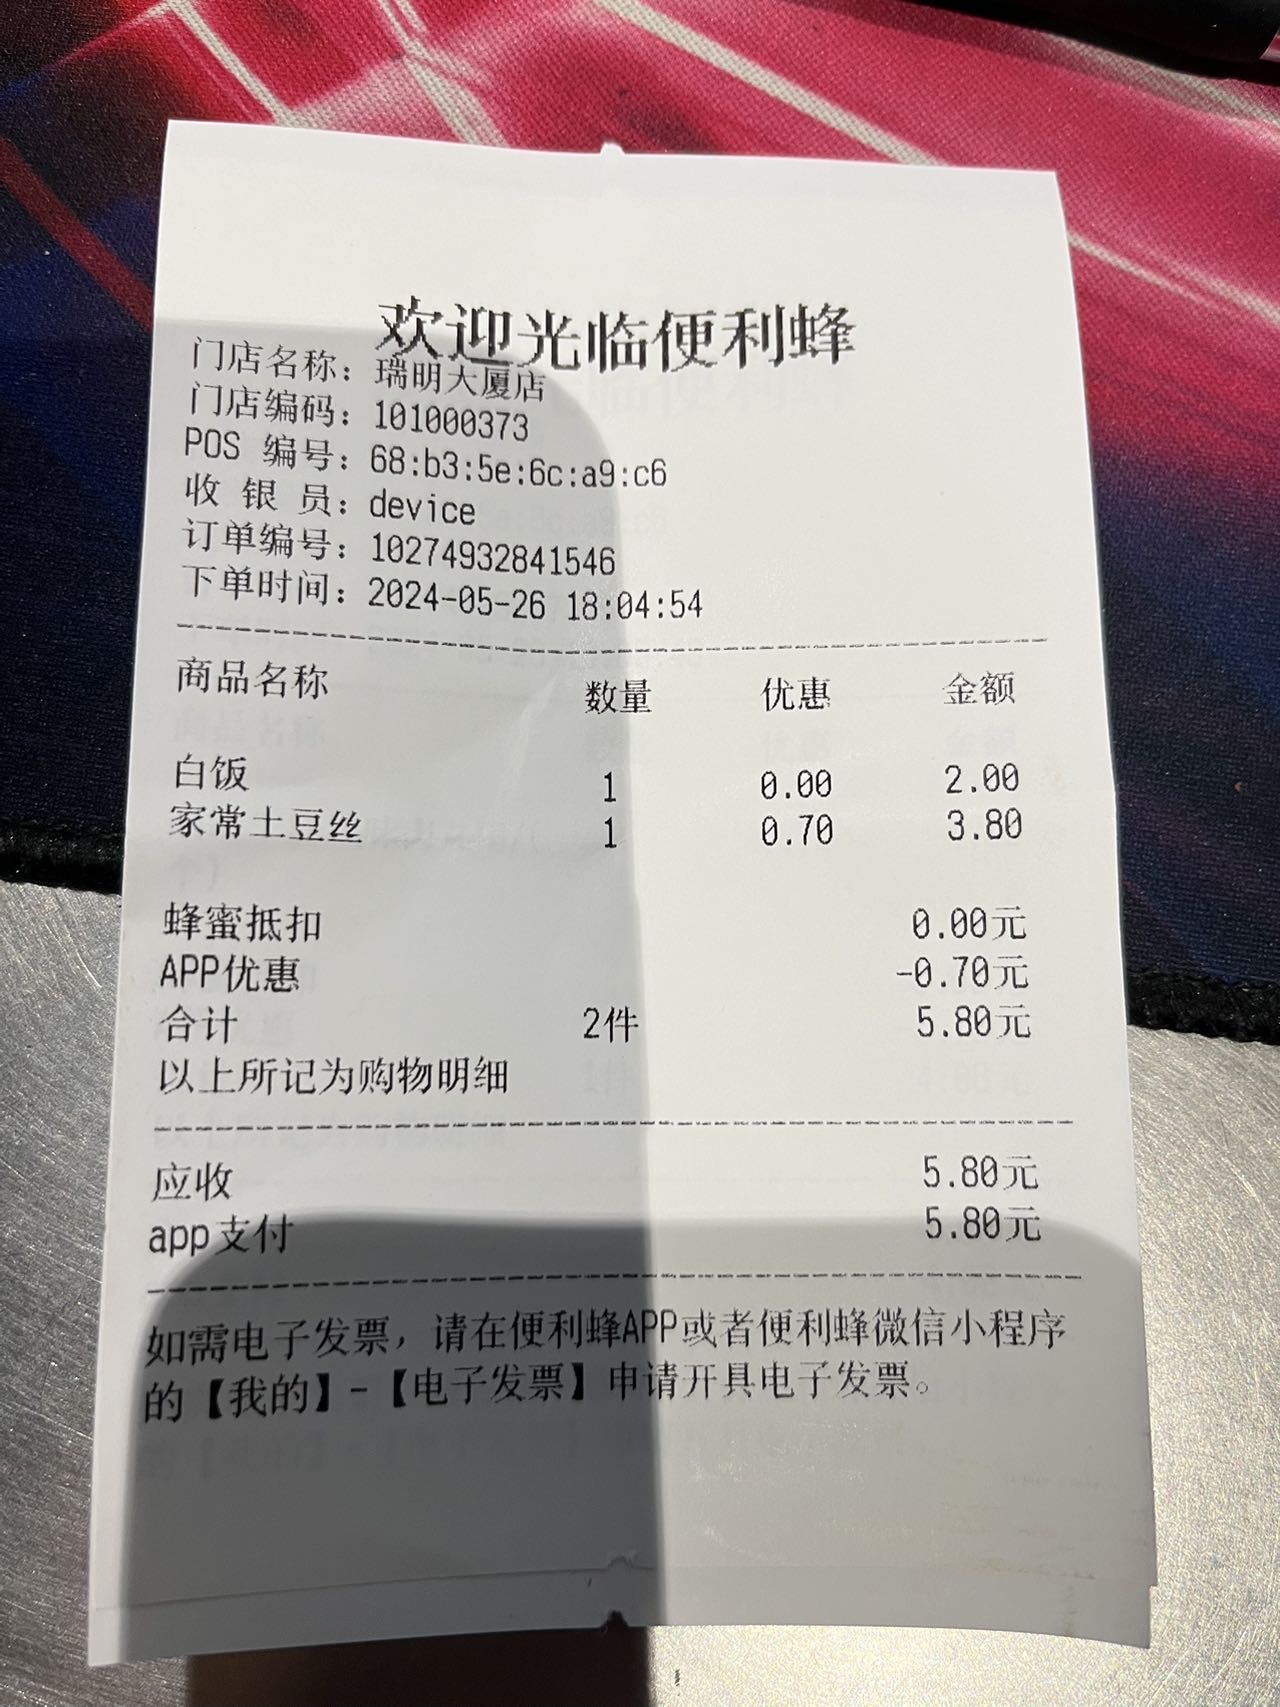 欢迎光临便利蜂
门店名称：瑞明大厦店
门店编码：101000373
POS 编号：68:b3:5e:6c:a9:c6
收 银 员：device
订单编号：10274932841546
下单时间：2024-05-26 18:04:54
商品名称 数量 优惠 金额
白饭 1 0.00 2.00
家常土豆丝 1 0.70 3.80
蜂蜜抵扣 0.00元
APP优惠 -0.70元
合计 2件 5.80元
以上所记为购物明细
应收 5.80元
app支付 5.80元
如需电子发票，请在便利蜂APP或者便利蜂微信小程序
的【我的】-【电子发票】申请开具电子发票。